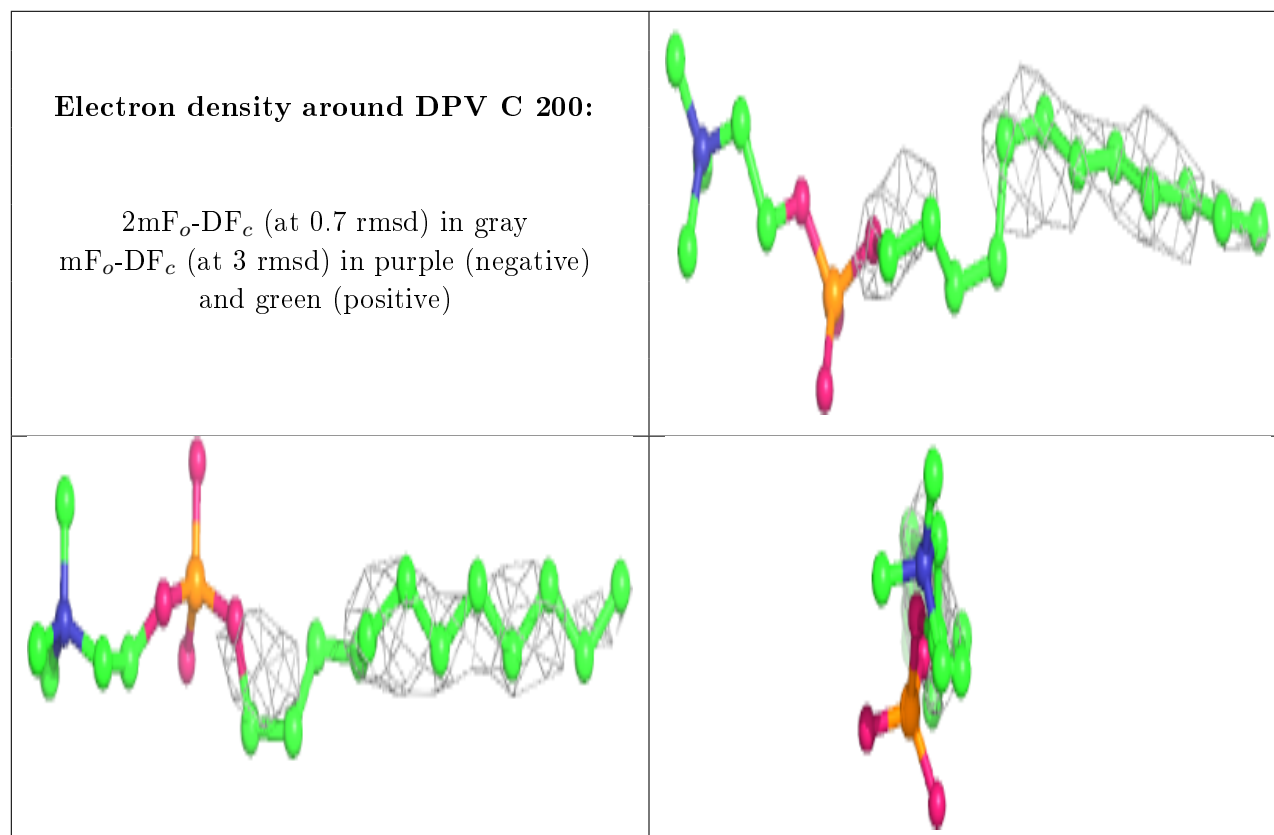 Electron density around DPV C 200:
2mFo-DFc (at 0.7 rmsd) in gray
mFo-DFc (at 3 rmsd) in purple (negative)
and green (positive)